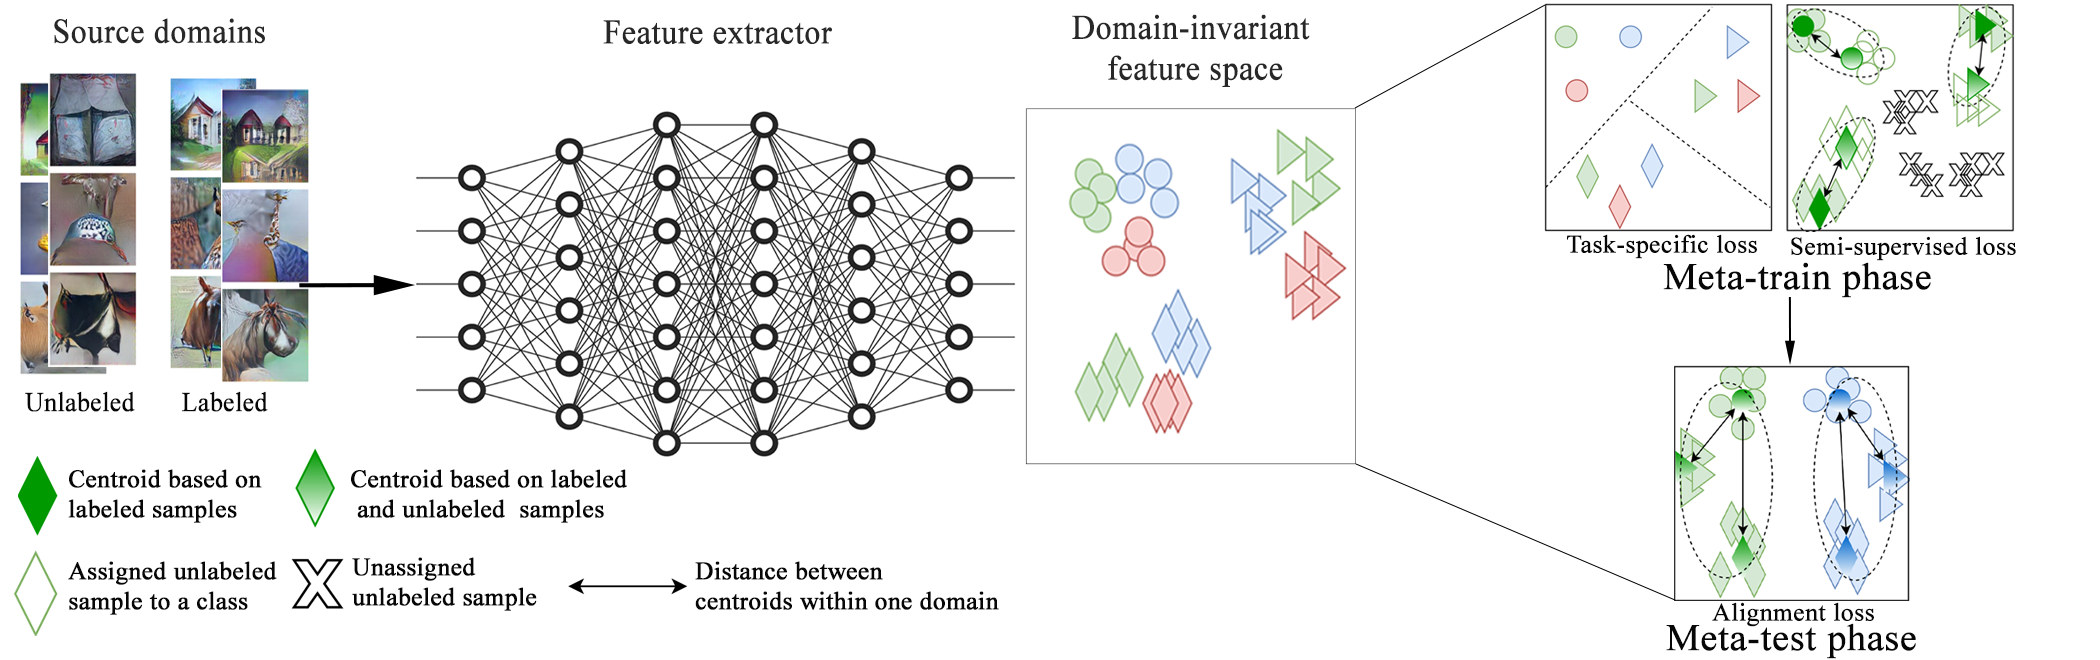 Source domains
Feature extractor
Domain-invariant
feature space
Task-specific loss
Semi-supervised loss
Meta-train phase
Unlabeled
Labeled
Centroid based on
labeled samples
Centroid based on labeled
and unlabeled samples
Assigned unlabeled
sample to a class
Unassigned
unlabeled sample
Distance between
centroids within one domain
Alignment loss
Meta-test phase